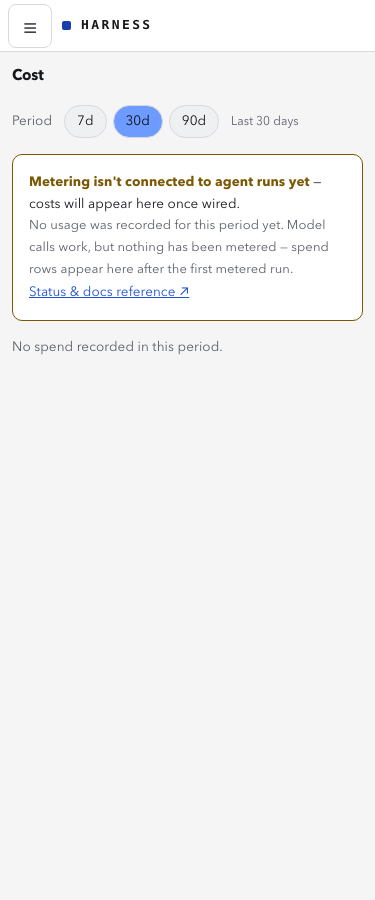 HARNESS
Cost
Period 7d 30d 90d Last 30 days
Metering isn't connected to agent runs yet —
costs will appear here once wired.
No usage was recorded for this period yet. Model
calls work, but nothing has been metered — spend
rows appear here after the first metered run.
Status & docs reference ↗
No spend recorded in this period.